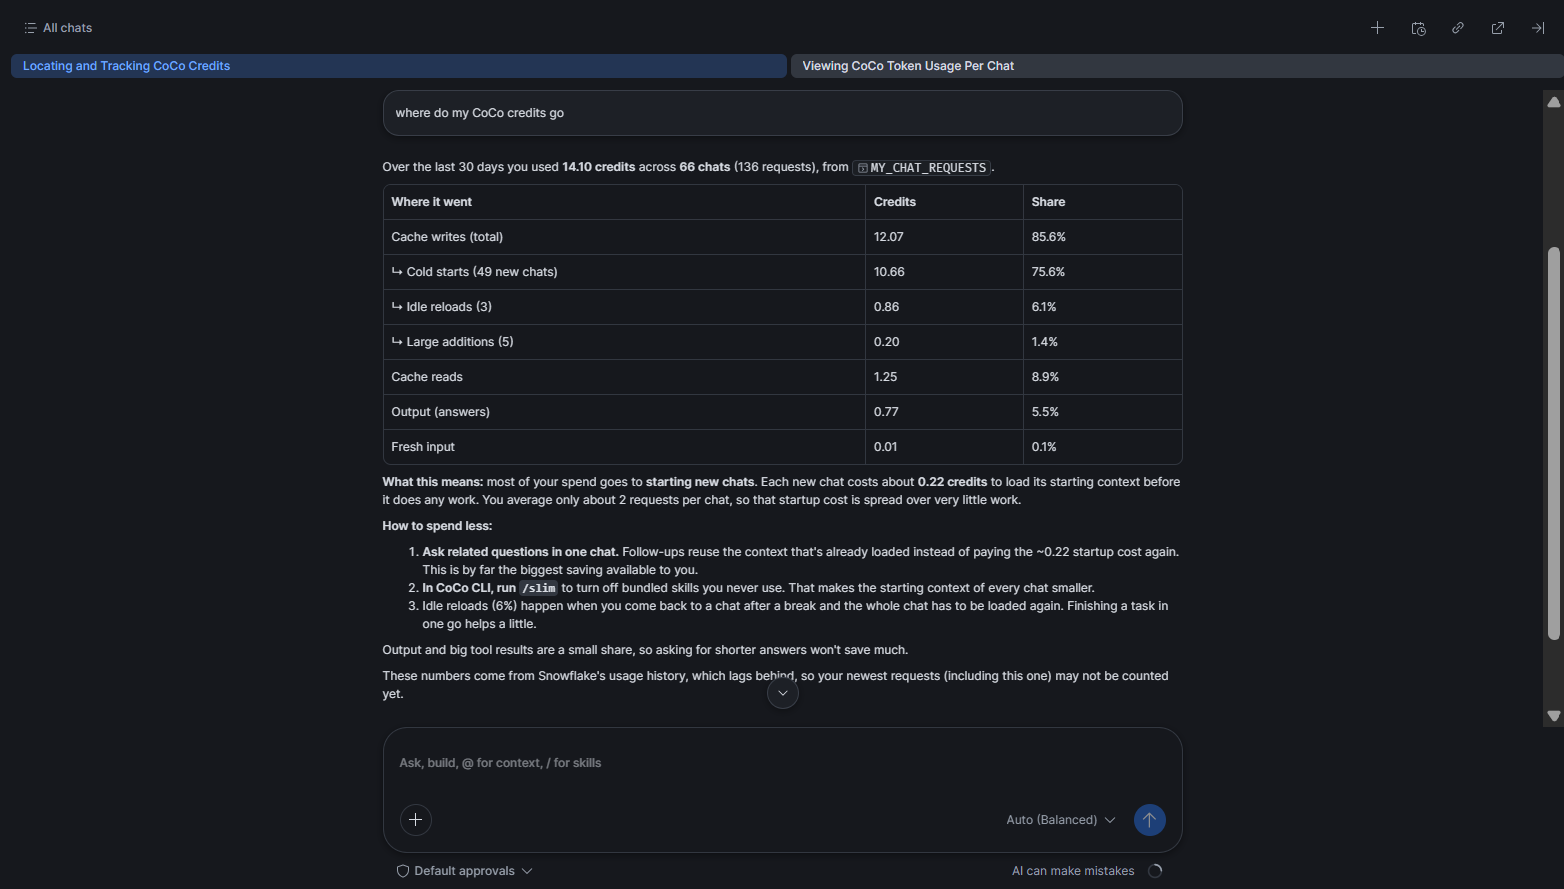 All chats
Locating and Tracking CoCo Credits
Viewing CoCo Token Usage Per Chat
where do my CoCo credits go
Over the last 30 days you used 14.10 credits across 66 chats (136 requests), from MY_CHAT_REQUESTS.
Where it went Credits Share
Cache writes (total) 12.07 85.6%
↳ Cold starts (49 new chats) 10.66 75.6%
↳ Idle reloads (3) 0.86 6.1%
↳ Large additions (5) 0.20 1.4%
Cache reads 1.25 8.9%
Output (answers) 0.77 5.5%
Fresh input 0.01 0.1%
What this means: most of your spend goes to starting new chats. Each new chat costs about 0.22 credits to load its starting context before
it does any work. You average only about 2 requests per chat, so that startup cost is spread over very little work.
How to spend less:
1. Ask related questions in one chat. Follow-ups reuse the context that's already loaded instead of paying the ~0.22 startup cost again.
This is by far the biggest saving available to you.
2. In CoCo CLI, run /slim to turn off bundled skills you never use. That makes the starting context of every chat smaller.
3. Idle reloads (6%) happen when you come back to a chat after a break and the whole chat has to be loaded again. Finishing a task in
one go helps a little.
Output and big tool results are a small share, so asking for shorter answers won't save much.
These numbers come from Snowflake's usage history, which lags behind, so your newest requests (including this one) may not be counted
yet.
Ask, build, @ for context, / for skills
Auto (Balanced)
Default approvals
AI can make mistakes